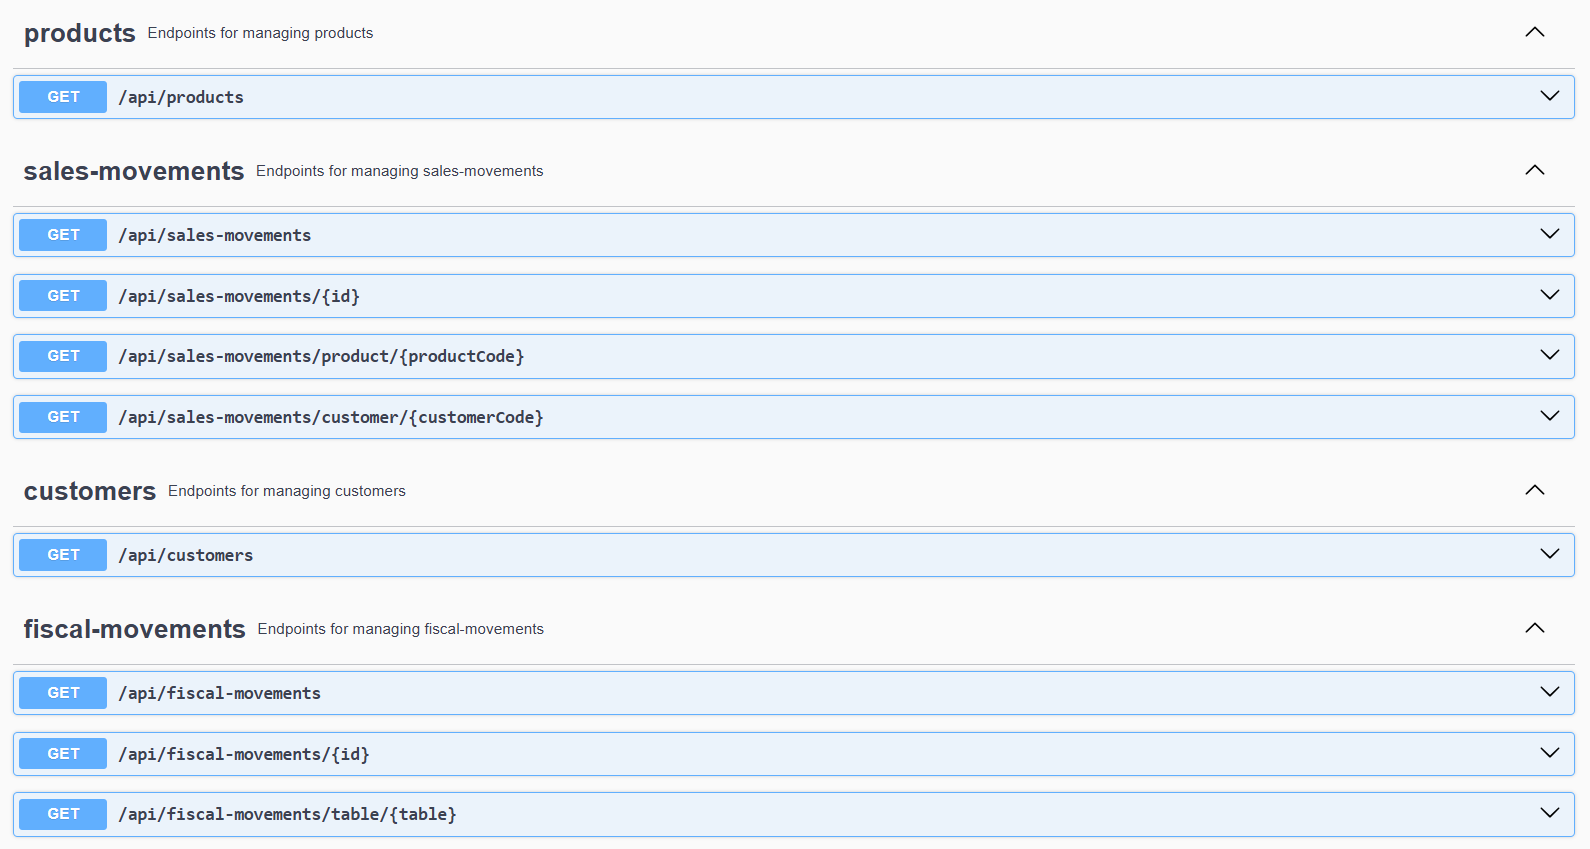 products Endpoints for managing products
GET /api/products
sales-movements Endpoints for managing sales-movements
GET /api/sales-movements
GET /api/sales-movements/{id}
GET /api/sales-movements/product/{productCode}
GET /api/sales-movements/customer/{customerCode}
customers Endpoints for managing customers
GET /api/customers
fiscal-movements Endpoints for managing fiscal-movements
GET /api/fiscal-movements
GET /api/fiscal-movements/{id}
GET /api/fiscal-movements/table/{table}